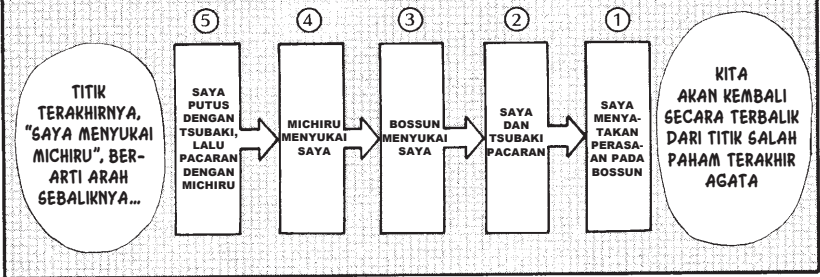 KITA
AKAN KEMBALI
SECARA TERBALIK
DARI TITIK SALAH
PAHAM TERAKHIR
AGATA
1
SAYA
MENYA-
TAKAN
PERASA-
AN PADA
BOSSUN
2
SAYA
DAN
TSUBAKI
PACARAN
3
BOSSUN
MENYUKAI
SAYA
4
MICHIRU
MENYUKAI
SAYA
5
SAYA
PUTUS
DENGAN
TSUBAKI,
LALU
PACARAN
DENGAN
MICHIRU
TITIK
TERAKHIRNYA,
"SAYA MENYUKAI
MICHIRU", BER-
ARTI ARAH
SEBALIKNYA...